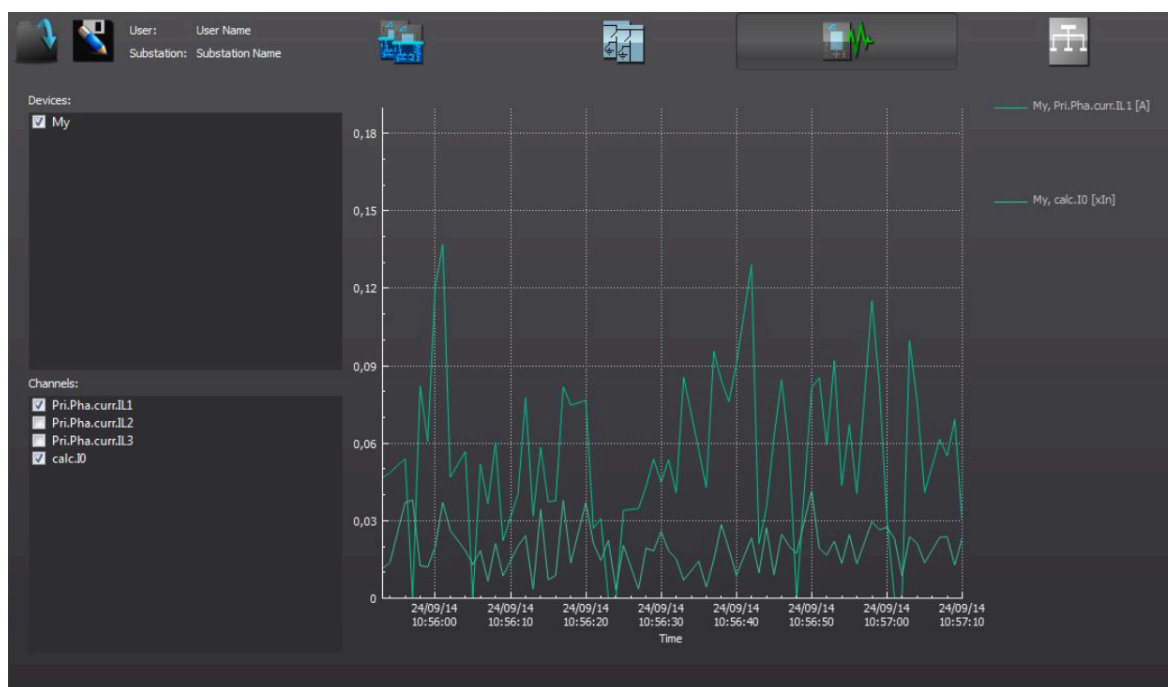 User: User Name
Substation: Substation Name
Devices:
My
Channels:
Pri.Pha.curr.IL1
Pri.Pha.curr.IL2
Pri.Pha.curr.IL3
calc.I0
0,18
0,15
0,12
0,09
0,06
0,03
0
24/09/14 24/09/14 24/09/14 24/09/14 24/09/14 24/09/14 24/09/14 24/09/14
10:56:00 10:56:10 10:56:20 10:56:30 10:56:40 10:56:50 10:57:00 10:57:10
Time
My, Pri.Pha.curr.IL1 [A]
My, calc.I0 [xIn]